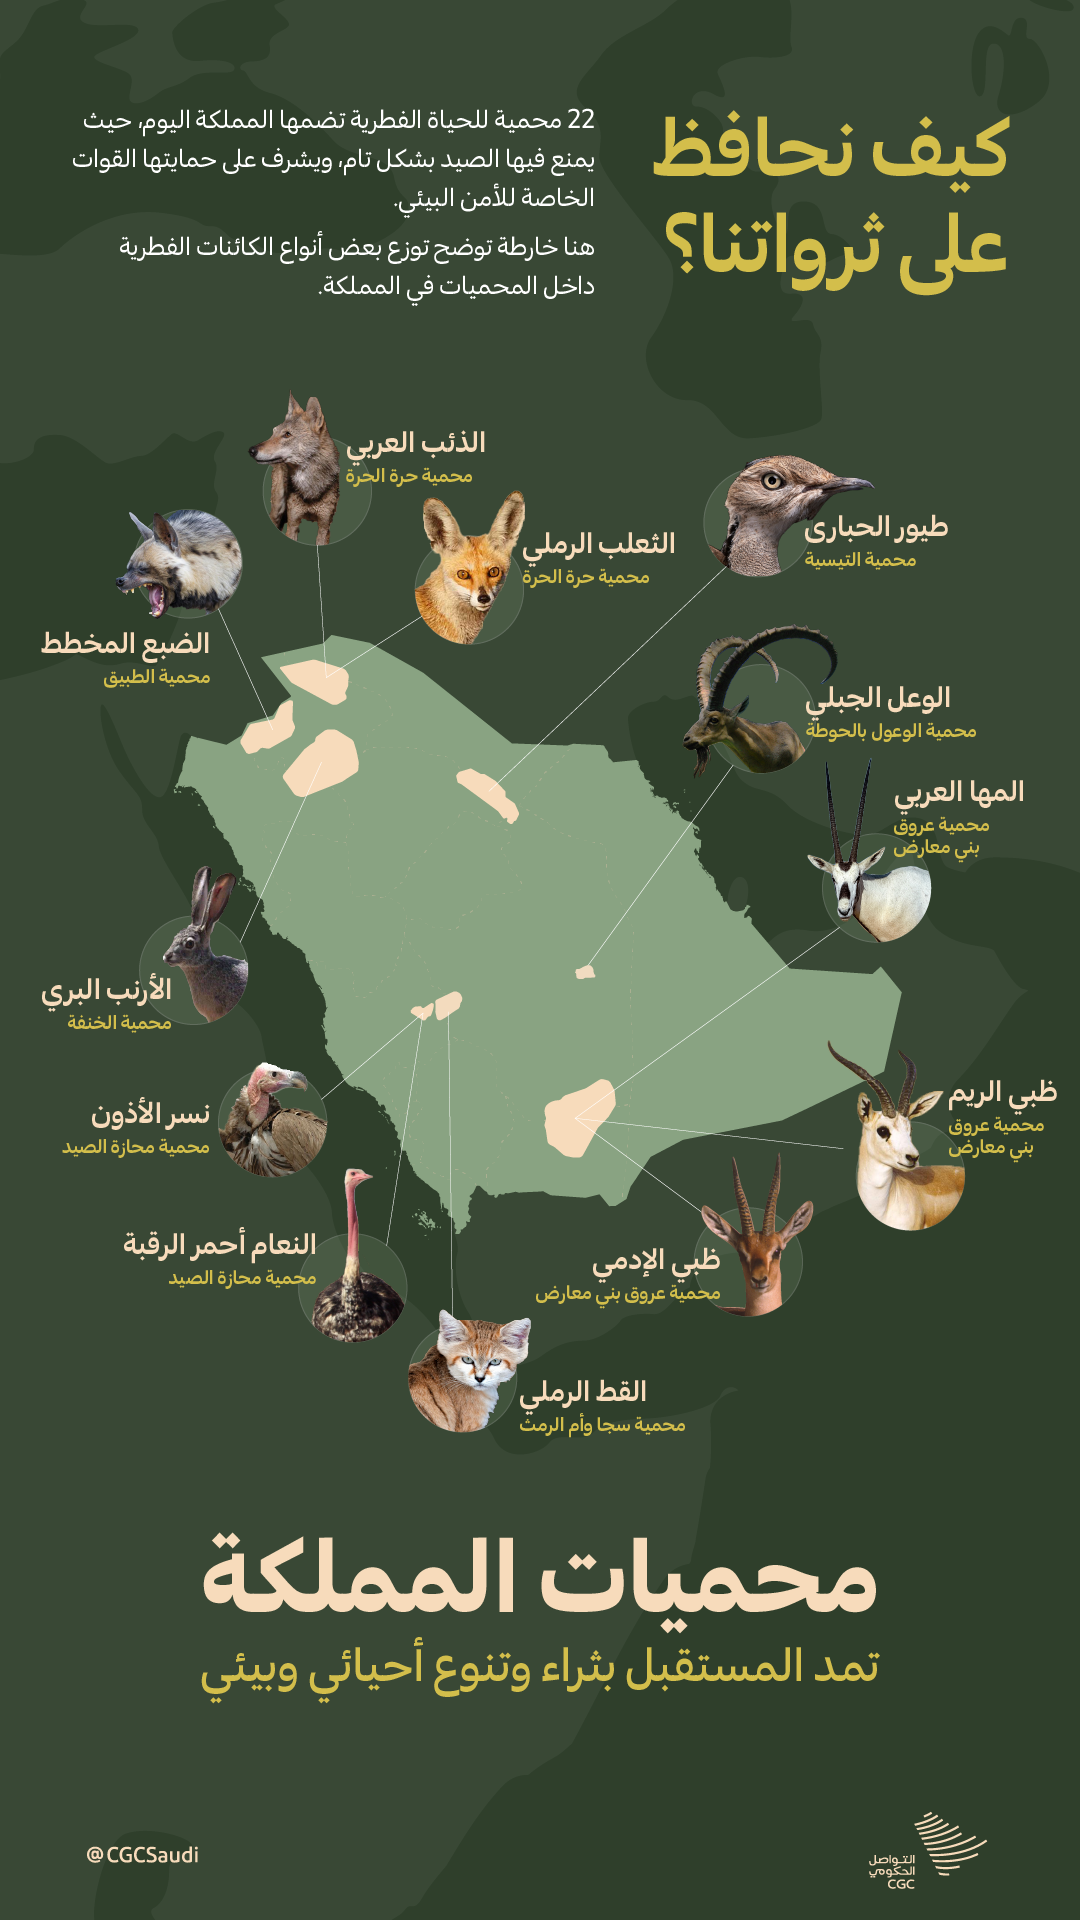 كيف نحافظ
على ثرواتنا؟
22 محمية للحياة الفطرية تضمها المملكة اليوم، حيث
يمنع فيها الصيد بشكل تام، ويشرف على حمايتها القوات
الخاصة للأمن البيئي.
هنا خارطة توضح توزع بعض أنواع الكائنات الفطرية
داخل المحميات في المملكة.
الذئب العربي
محمية حرة الحرة
طيور الحبارى
محمية التيسية
الثعلب الرملي
محمية حرة الحرة
الضبع المخطط
محمية الطبيق
الوعل الجبلي
محمية الوعول بالحوطة
المها العربي
محمية عروق
بني معارض
الأرنب البري
محمية الخنفة
ظبي الريم
محمية عروق
بني معارض
نسر الأذون
محمية محازة الصيد
النعام أحمر الرقبة
محمية محازة الصيد
ظبي الإدمي
محمية عروق بني معارض
القط الرملي
محمية سجا وأم الرمث
محميات المملكة
تمد المستقبل بثراء وتنوع أحيائي وبيئي
@CGCSaudi
التواصل
الحكومي
CGC